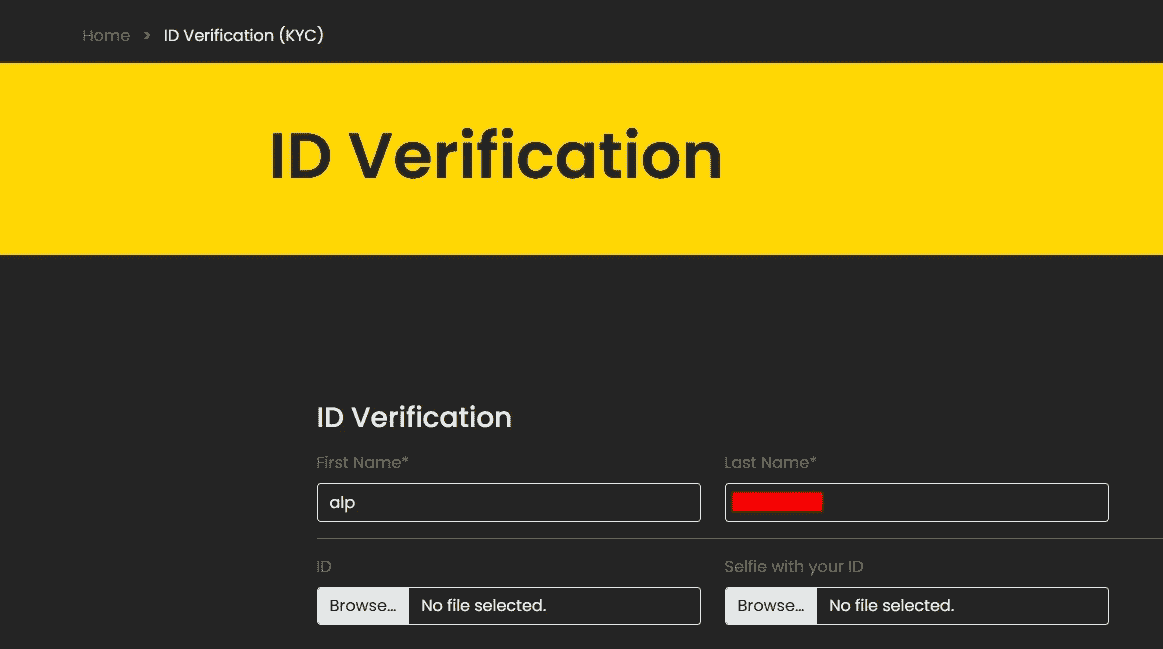 Home > ID Verification (KYC)
ID Verification
ID Verification
First Name* Last Name*
alp
ID Selfie with your ID
Browse... No file selected. Browse... No file selected.